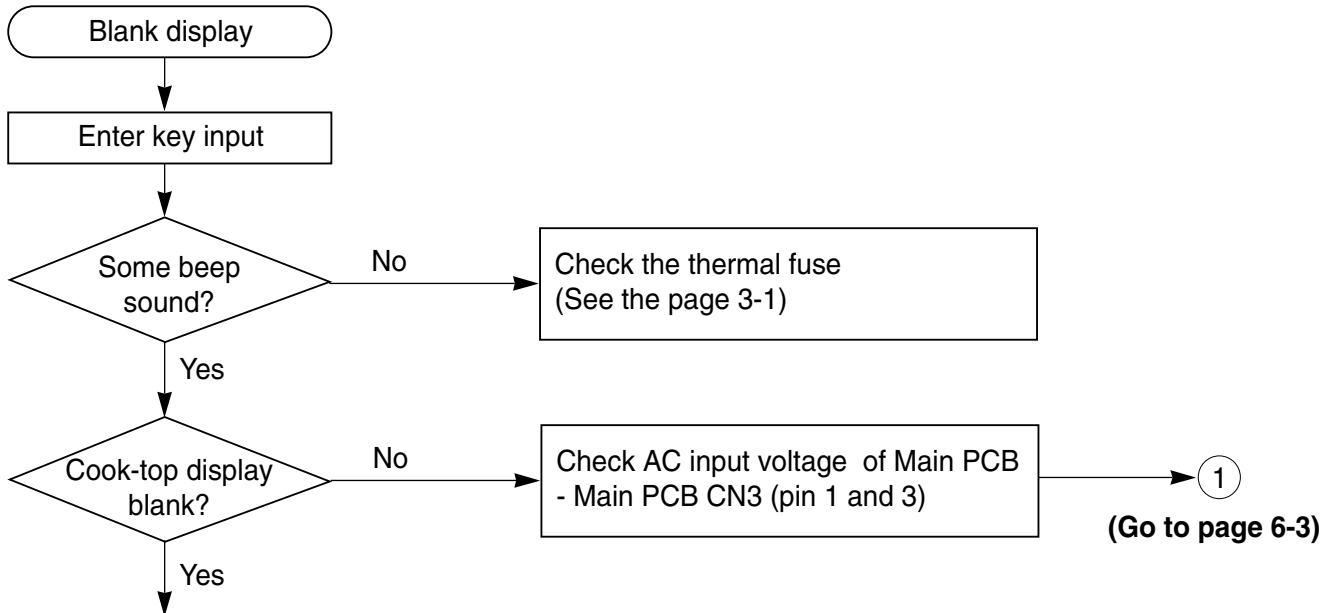 Blank display
Enter key input
Some beep
sound?
No
Check the thermal fuse
(See the page 3-1)
Yes
Cook-top display
blank?
No
Check AC input voltage  of Main PCB
- Main PCB CN3 (pin 1 and 3)
1
(Go to page 6-3)
Yes